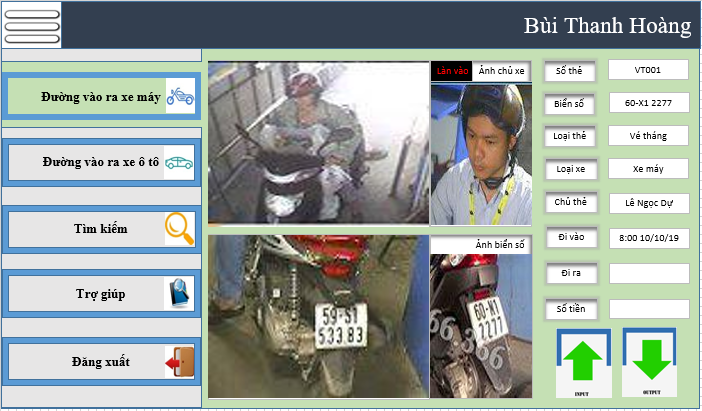 Bùi Thanh Hoàng
Đường vào ra xe máy
Đường vào ra xe ô tô
Tìm kiếm
Trợ giúp
Đăng xuất
Làn vào
Ảnh chủ xe
59-S1
533 83
Ảnh biển số
60-X1
2277
66.366
Số thẻ
VT001
Biển số
60-X1 2277
Loại thẻ
Vé tháng
Loại xe
Xe máy
Chủ thẻ
Lê Ngọc Dự
Đi vào
8:00 10/10/19
Đi ra
Số tiền
INPUT
OUTPUT